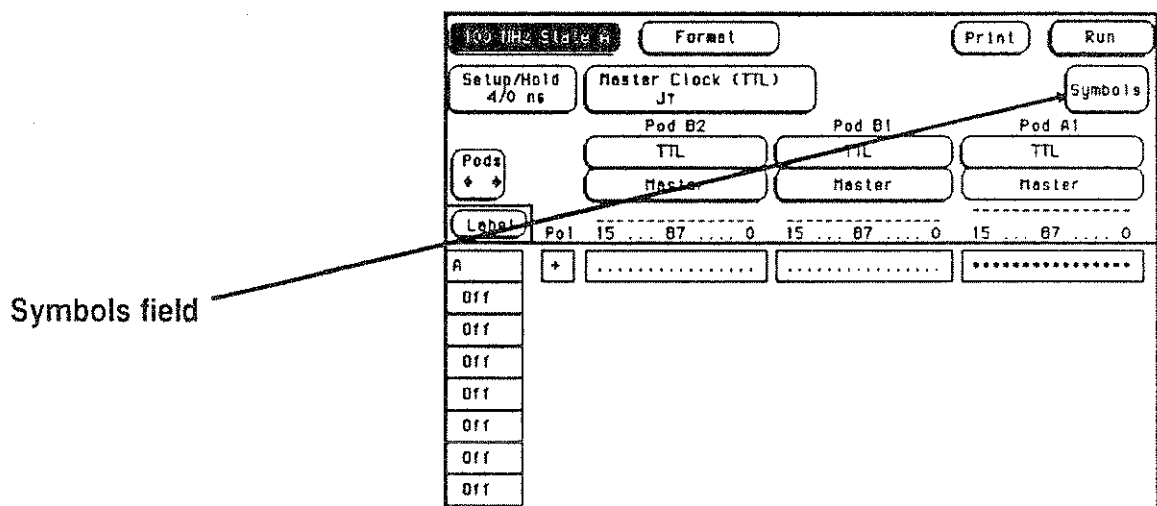 100 MHz State A Format Print Run
Setup/Hold
4/0 ns
Master Clock (TTL)
J↑
Symbols
Pod B2 Pod B1 Pod A1
Pods
← →
TTL TTL TTL
Master Master Master
Label Pol 15 ... 87 .... 0 15 ... 87 .... 0 15 ... 87 .... 0
A + ................ ................ ****************
Off
Off
Off
Off
Off
Off
Off
Symbols field